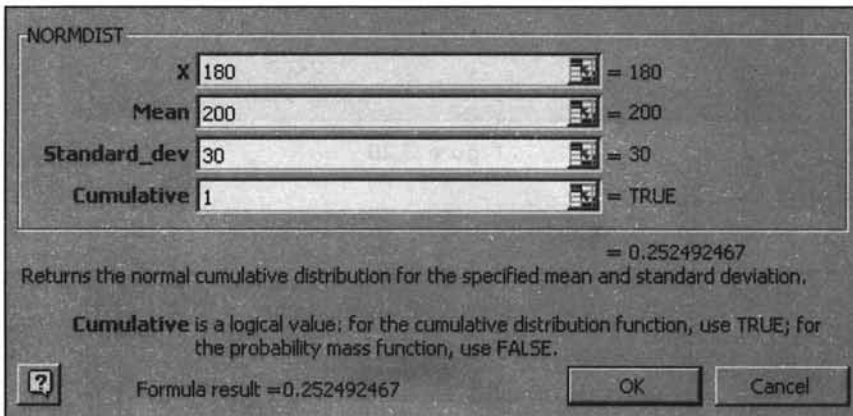 NORMDIST
X 180 = 180
Mean 200 = 200
Standard_dev 30 = 30
Cumulative 1 = TRUE
= 0.252492467
Returns the normal cumulative distribution for the specified mean and standard deviation.
Cumulative is a logical value: for the cumulative distribution function, use TRUE; for
the probability mass function, use FALSE.
? Formula result =0.252492467 OK Cancel